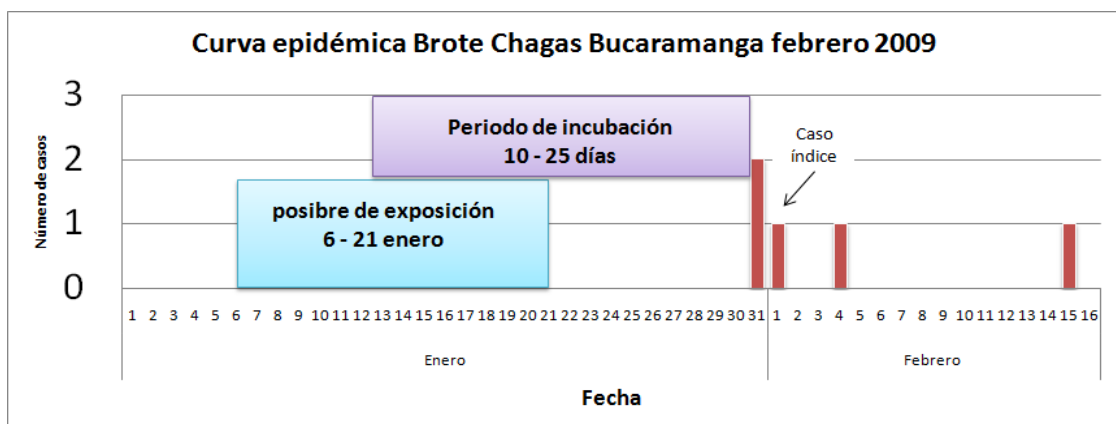 Curva epidémica Brote Chagas Bucaramanga febrero 2009
Número de casos
3
2
1
0
Periodo de incubación
10 - 25 días
posibre de exposición
6 - 21 enero
Caso
índice
1 2 3 4 5 6 7 8 9 10 11 12 13 14 15 16 17 18 19 20 21 22 23 24 25 26 27 28 29 30 31 1 2 3 4 5 6 7 8 9 10 11 12 13 14 15 16
Enero Febrero
Fecha